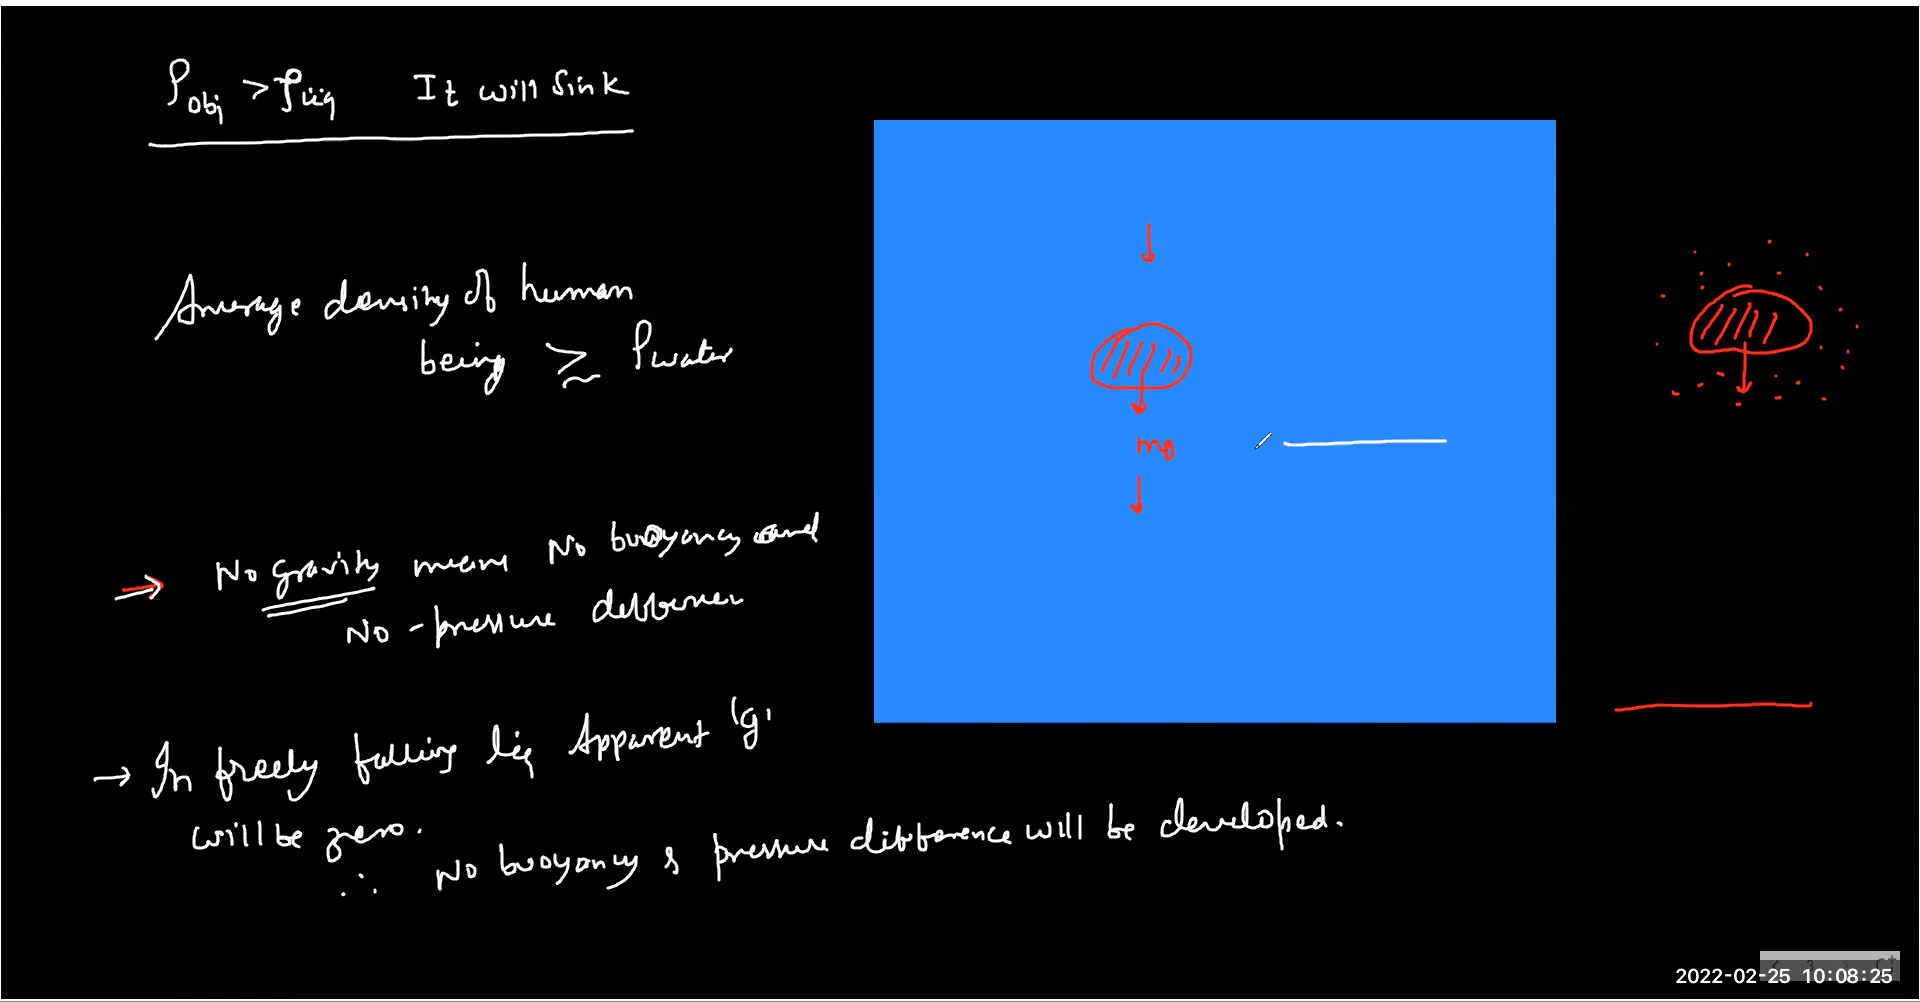 ρobj > ρliq It will sink
Average density of human
being ≳ ρwater
mg
→ No gravity means No buoyancy and
No - pressure difference
→ In freely falling liq Apparent 'g'
will be zero.
∴ No buoyancy & pressure difference will be developed.
2022-02-25 10:08:25